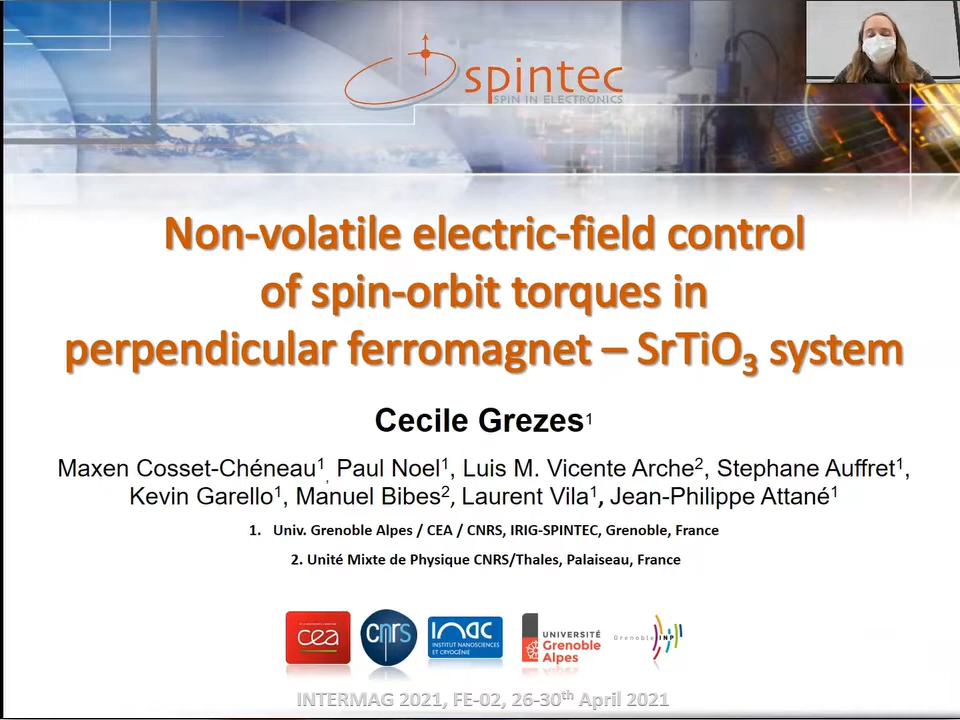 spintec
SPIN IN ELECTRONICS
Non-volatile electric-field control
of spin-orbit torques in
perpendicular ferromagnet – SrTiO₃ system
Cecile Grezes¹
Maxen Cosset-Chéneau¹, Paul Noel¹, Luis M. Vicente Arche², Stephane Auffret¹,
Kevin Garello¹, Manuel Bibes², Laurent Vila¹, Jean-Philippe Attané¹
1. Univ. Grenoble Alpes / CEA / CNRS, IRIG-SPINTEC, Grenoble, France
2. Unité Mixte de Physique CNRS/Thales, Palaiseau, France
cea
cnrs
inac
INSTITUT NANOSCIENCES
ET CRYOGÉNIE
UNIVERSITÉ
Grenoble
Alpes
Grenoble INP
INTERMAG 2021, FE-02, 26-30th April 2021